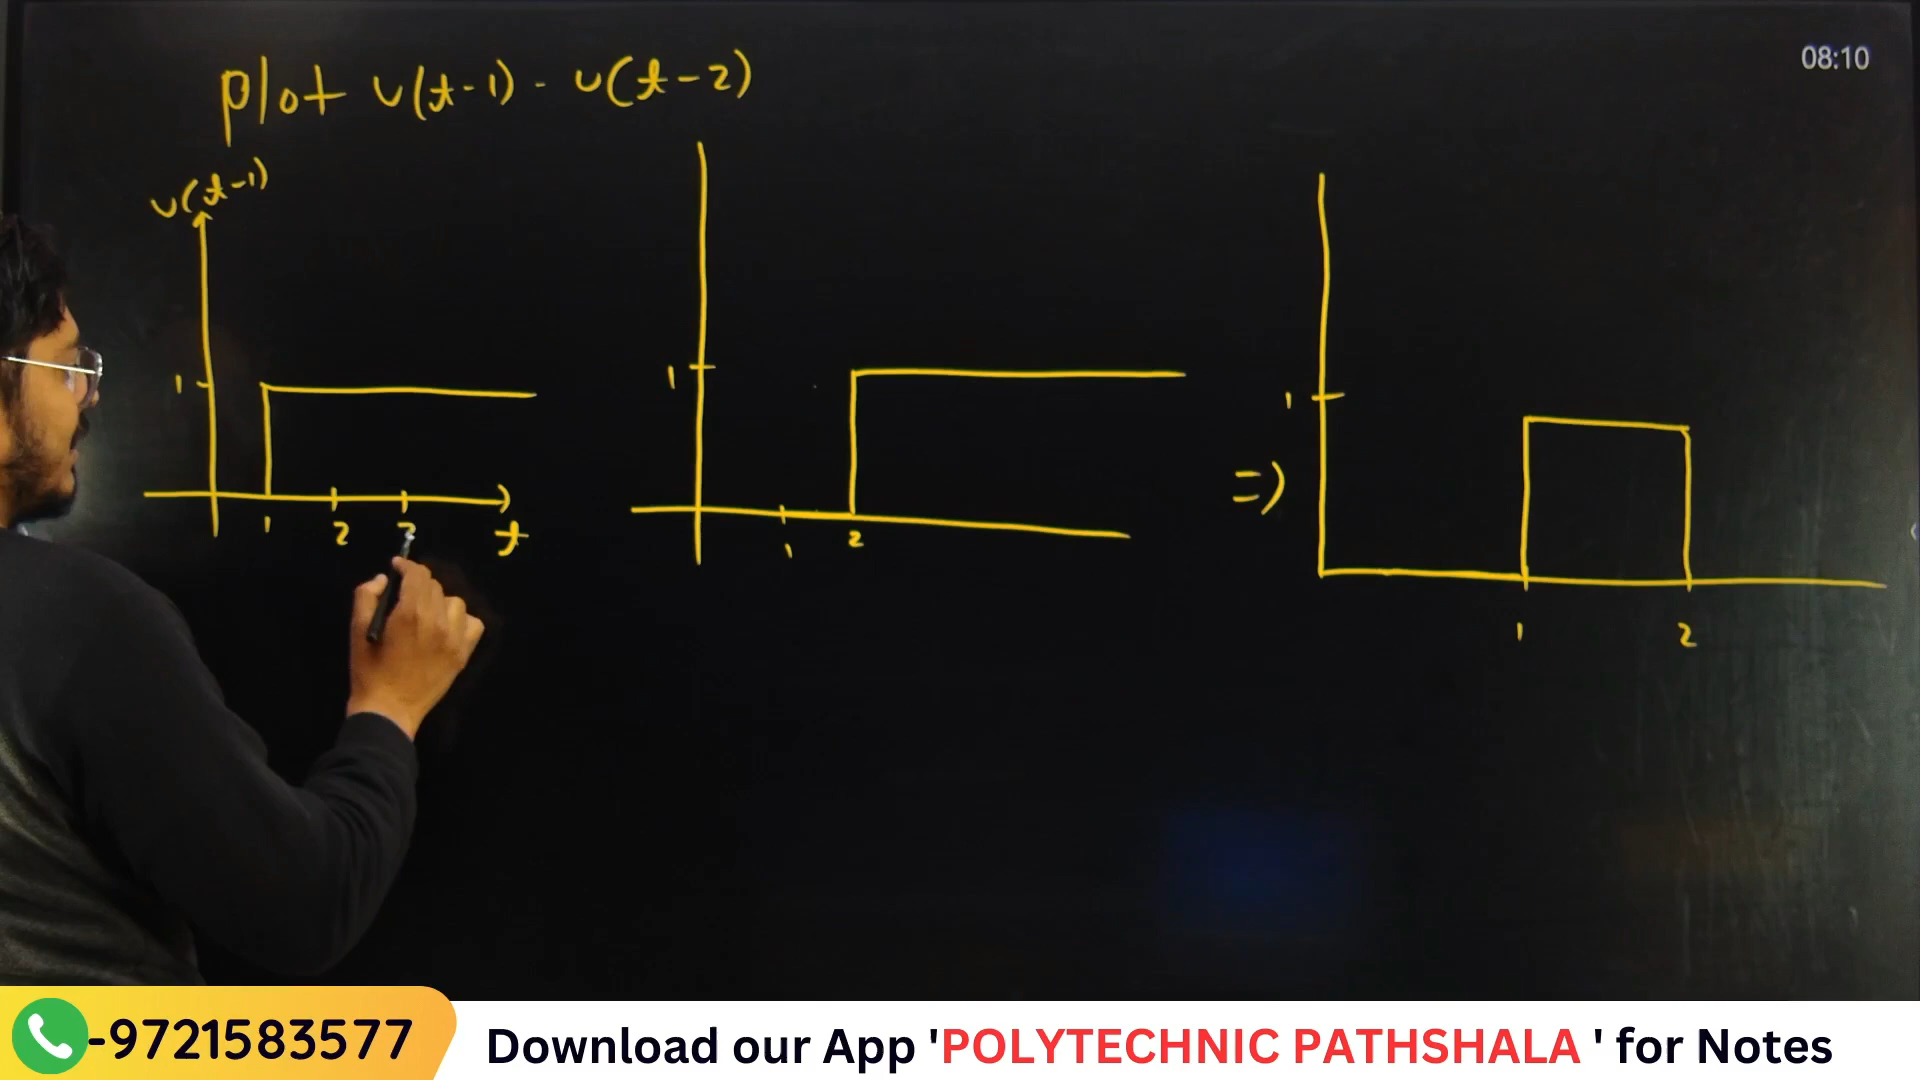 08:10
plot u(t-1) - u(t-2)
u(t-1)
1
1 2 3 t
1
1 2
=>
1
1 2
-9721583577
Download our App 'POLYTECHNIC PATHSHALA ' for Notes